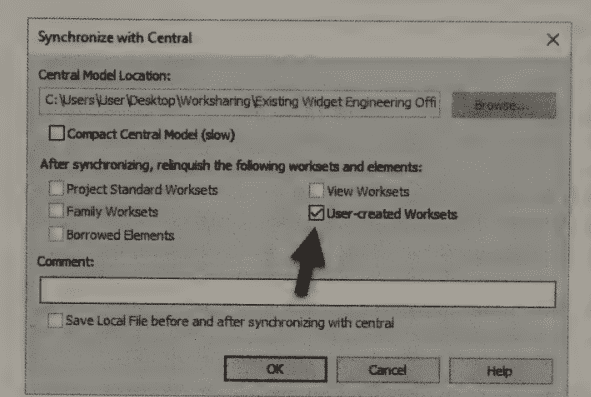 Synchronize with Central
Central Model Location:
C:\Users\User\Desktop\Worksharing\Existing Widget Engineering Offi
Browse...
Compact Central Model (slow)
After synchronizing, relinquish the following worksets and elements:
Project Standard Worksets
View Worksets
Family Worksets
User-created Worksets
Borrowed Elements
Comment:
Save Local File before and after synchronizing with central
OK
Cancel
Help